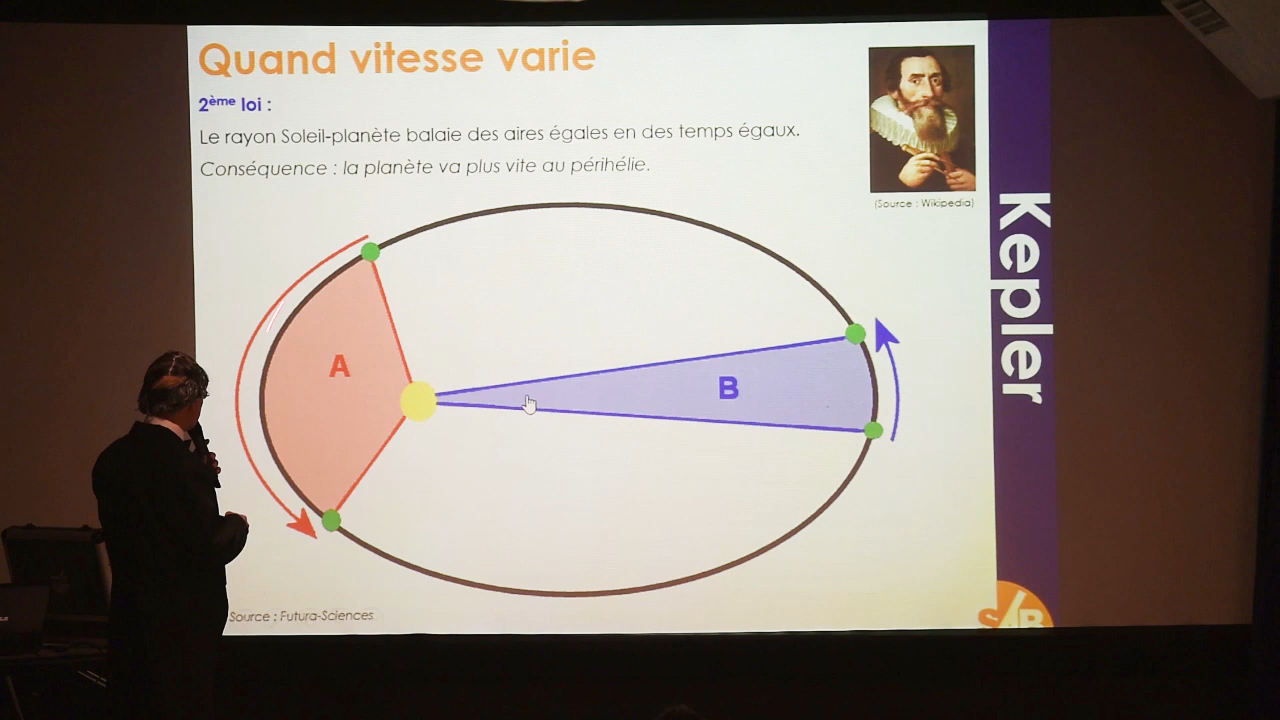 Quand vitesse varie
2ème loi :
Le rayon Soleil-planète balaie des aires égales en des temps égaux.
Conséquence : la planète va plus vite au périhélie.
(Source : Wikipedia)
Kepler
A
B
Source : Futura-Sciences